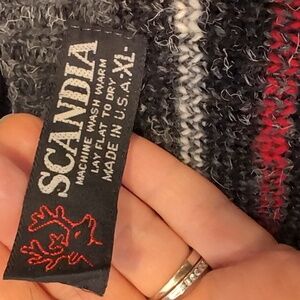 SCANDIA
MACHINE WASH WARM
LAY FLAT TO DRY
MADE IN U.S.A. -XL-